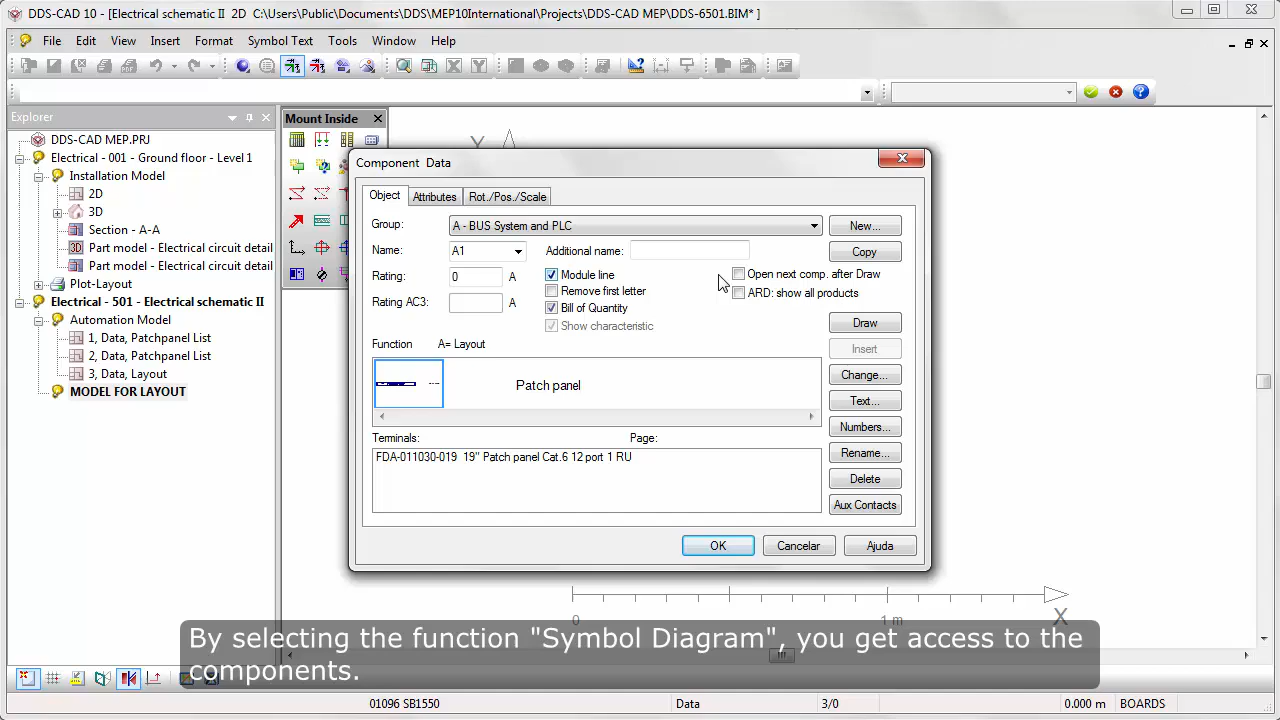 DDS-CAD 10 - [Electrical schematic II  2D  C:\Users\Public\Documents\DDS\MEP10International\Projects\DDS-CAD MEP\DDS-6501.BIM* ]
File Edit View Insert Format Symbol Text Tools Window Help
Explorer
DDS-CAD MEP.PRJ
Electrical - 001 - Ground floor - Level1
Installation Model
2D
3D
Section - A-A
Part model - Electrical circuit detail
Part model - Electrical circuit detail
Plot-Layout
Electrical - 501 - Electrical schematic II
Automation Model
1, Data, Patchpanel List
2, Data, Patchpanel List
3, Data, Layout
MODEL FOR LAYOUT
Mount Inside
Y
Component Data
Object Attributes Rot./Pos./Scale
Group: A - BUS System and PLC New...
Name: A1 Additional name: Copy
Rating: 0 A Module line Open next comp. after Draw
Remove first letter ARD: show all products
Rating AC3: A Bill of Quantity
Show characteristic Draw
Function A= Layout Insert
Patch panel Change...
Text...
Numbers...
Terminals: Page:
FDA-011030-019 19" Patch panel Cat.6 12 port 1 RU Rename...
Delete
Aux Contacts
OK Cancelar Ajuda
0 1 m X
By selecting the function "Symbol Diagram", you get access to the
components.
01096 SB1550 Data 3/0 0.000 m BOARDS